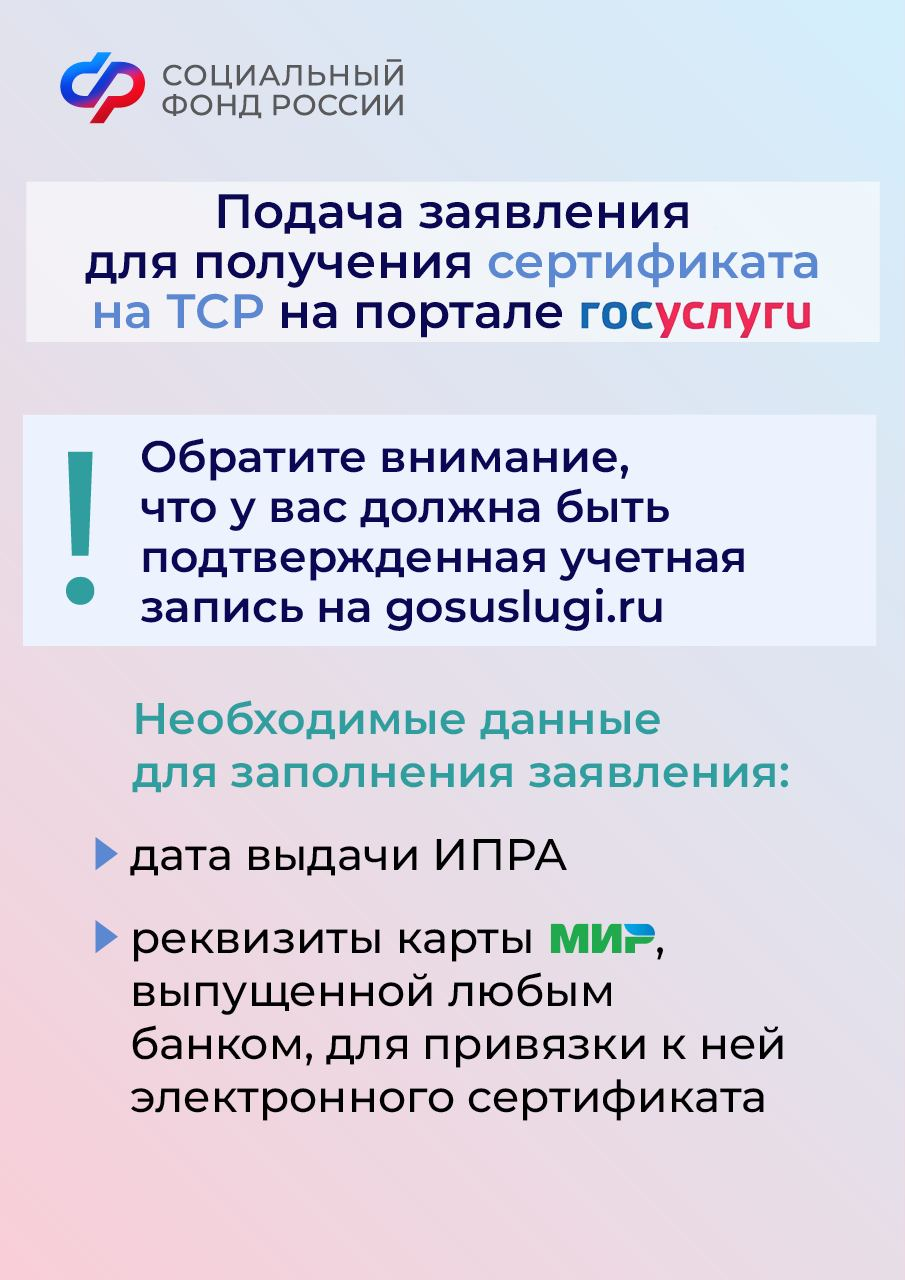 СОЦИАЛЬНЫЙ
ФОНД РОССИИ
Подача заявления
для получения сертификата
на ТСР на портале госуслуги
!
Обратите внимание,
что у вас должна быть
подтвержденная учетная
запись на gosuslugi.ru
Необходимые данные
для заполнения заявления:
дата выдачи ИПРА
реквизиты карты МИР,
выпущенной любым
банком, для привязки к ней
электронного сертификата